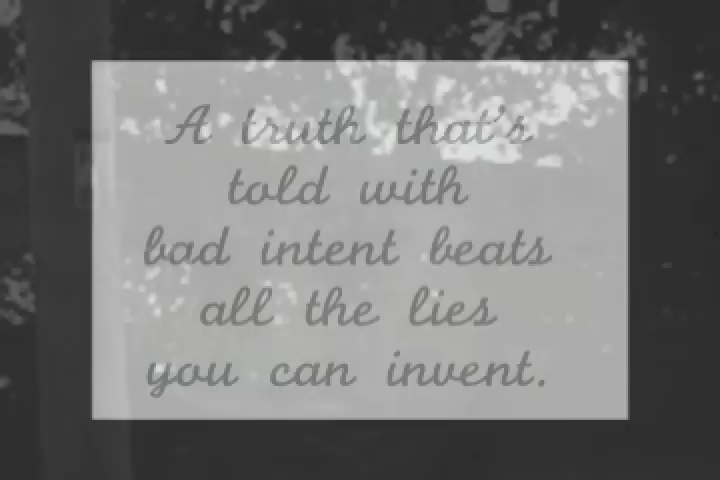 A truth that's
told with
bad intent beats
all the lies
you can invent.